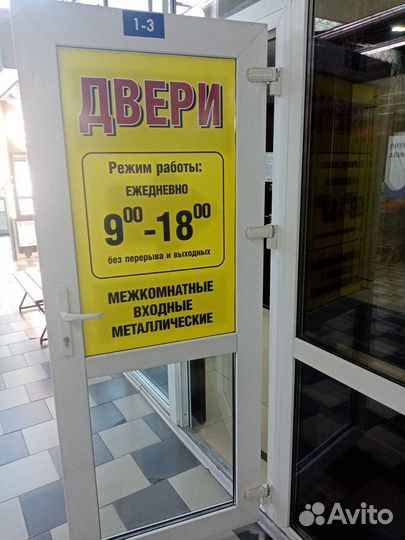 1-3
ДВЕРИ
Режим работы:
ЕЖЕДНЕВНО
9⁰⁰-18⁰⁰
без перерыва и выходных
МЕЖКОМНАТНЫЕ
ВХОДНЫЕ
МЕТАЛЛИЧЕСКИЕ
Avito